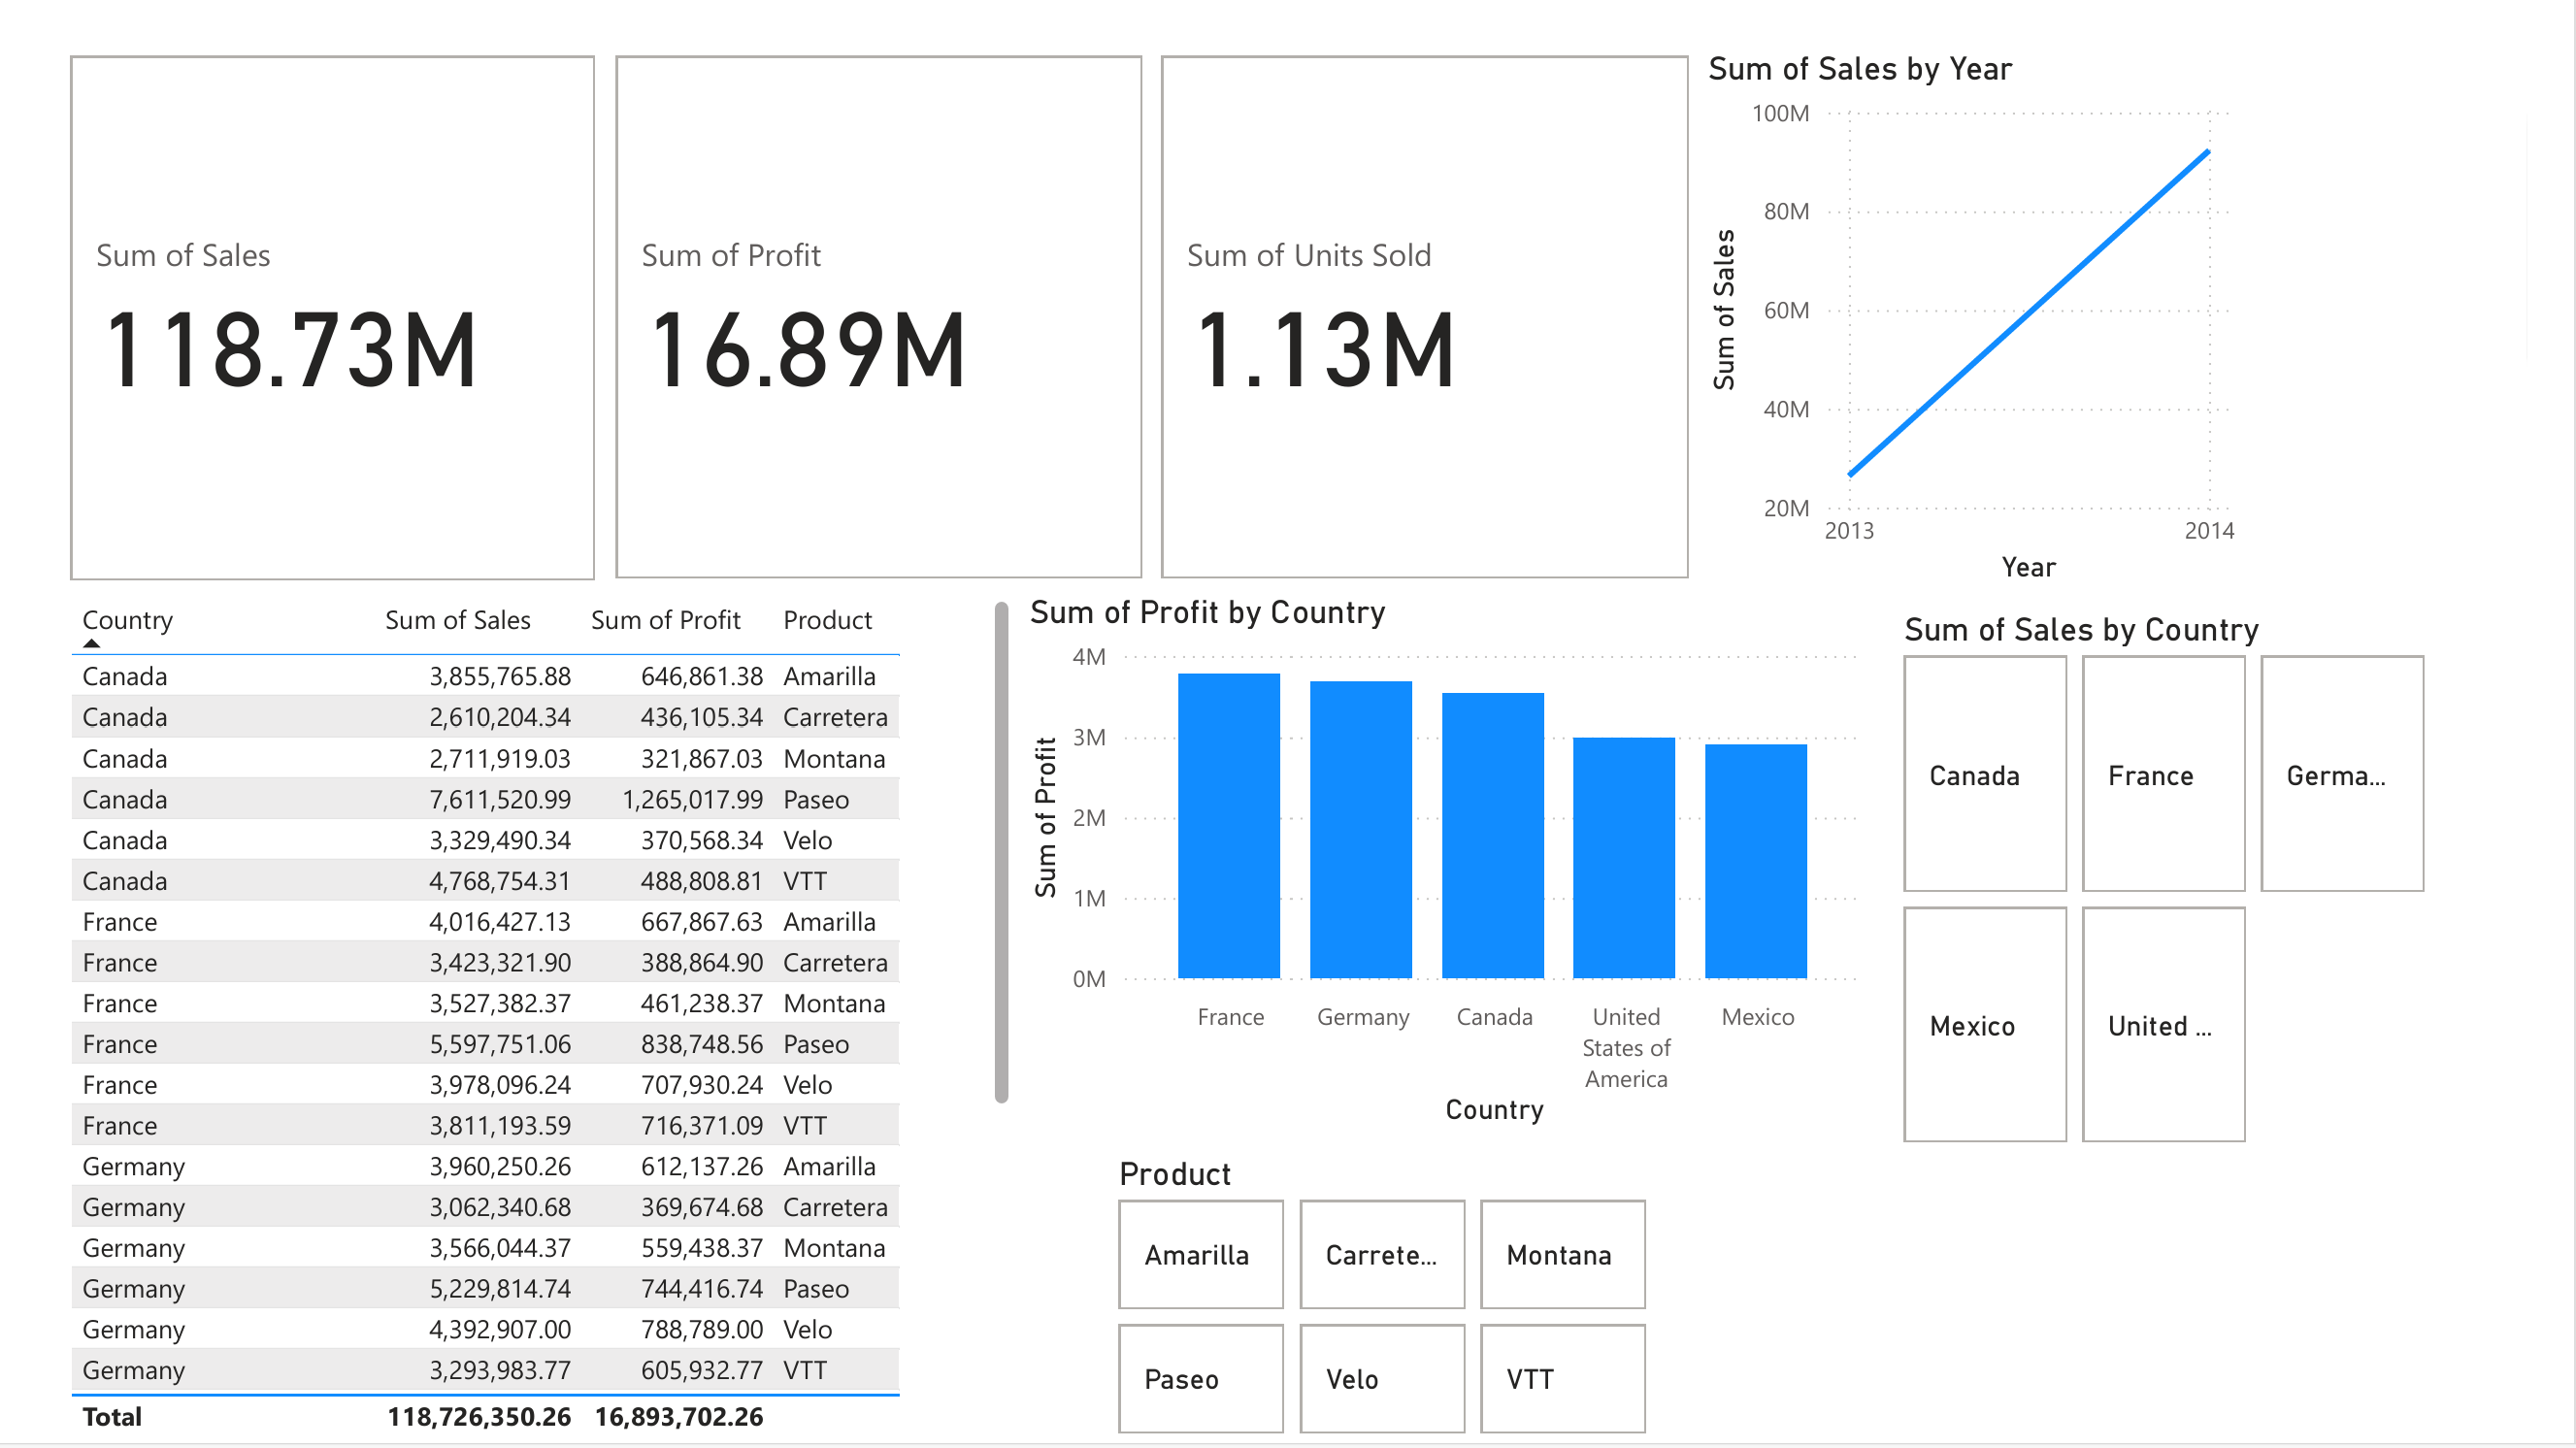 Sum of Sales
118.73M
Sum of Profit
16.89M
Sum of Units Sold
1.13M
Sum of Sales by Year
Sum of Sales
100M
80M
60M
40M
20M
2013 2014
Year
Country Sum of Sales Sum of Profit Product
Canada 3,855,765.88 646,861.38 Amarilla
Canada 2,610,204.34 436,105.34 Carretera
Canada 2,711,919.03 321,867.03 Montana
Canada 7,611,520.99 1,265,017.99 Paseo
Canada 3,329,490.34 370,568.34 Velo
Canada 4,768,754.31 488,808.81 VTT
France 4,016,427.13 667,867.63 Amarilla
France 3,423,321.90 388,864.90 Carretera
France 3,527,382.37 461,238.37 Montana
France 5,597,751.06 838,748.56 Paseo
France 3,978,096.24 707,930.24 Velo
France 3,811,193.59 716,371.09 VTT
Germany 3,960,250.26 612,137.26 Amarilla
Germany 3,062,340.68 369,674.68 Carretera
Germany 3,566,044.37 559,438.37 Montana
Germany 5,229,814.74 744,416.74 Paseo
Germany 4,392,907.00 788,789.00 Velo
Germany 3,293,983.77 605,932.77 VTT
Total 118,726,350.26 16,893,702.26
Sum of Profit by Country
Sum of Profit
4M
3M
2M
1M
0M
France Germany Canada United States of America Mexico
Country
Sum of Sales by Country
Canada France Germa...
Mexico United ...
Product
Amarilla Carrete... Montana
Paseo Velo VTT